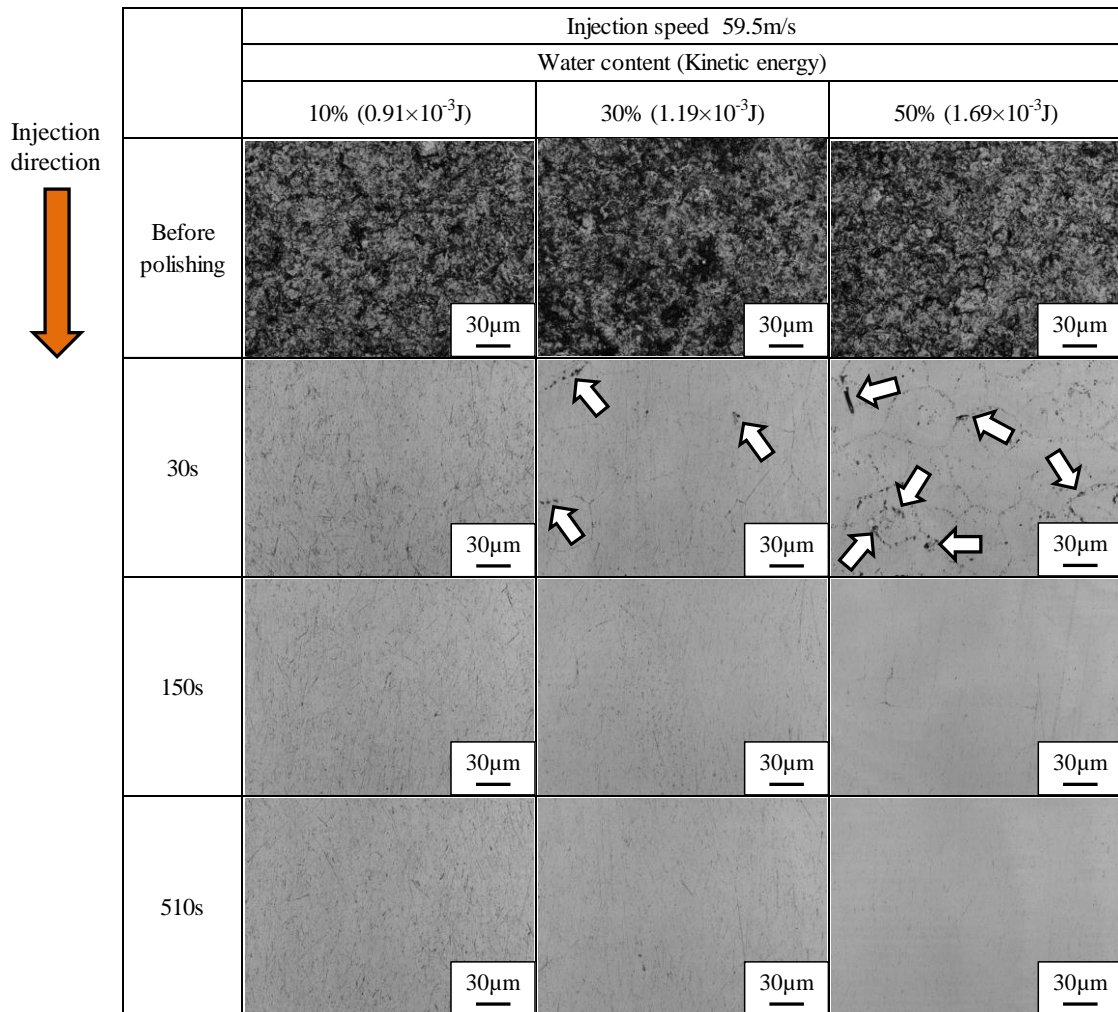 Injection speed 59.5m/s
Water content (Kinetic energy)
10% (0.91×10⁻³J)
30% (1.19×10⁻³J)
50% (1.69×10⁻³J)
Injection
direction
Before
polishing
30µm
30µm
30µm
30s
30µm
30µm
30µm
150s
30µm
30µm
30µm
510s
30µm
30µm
30µm